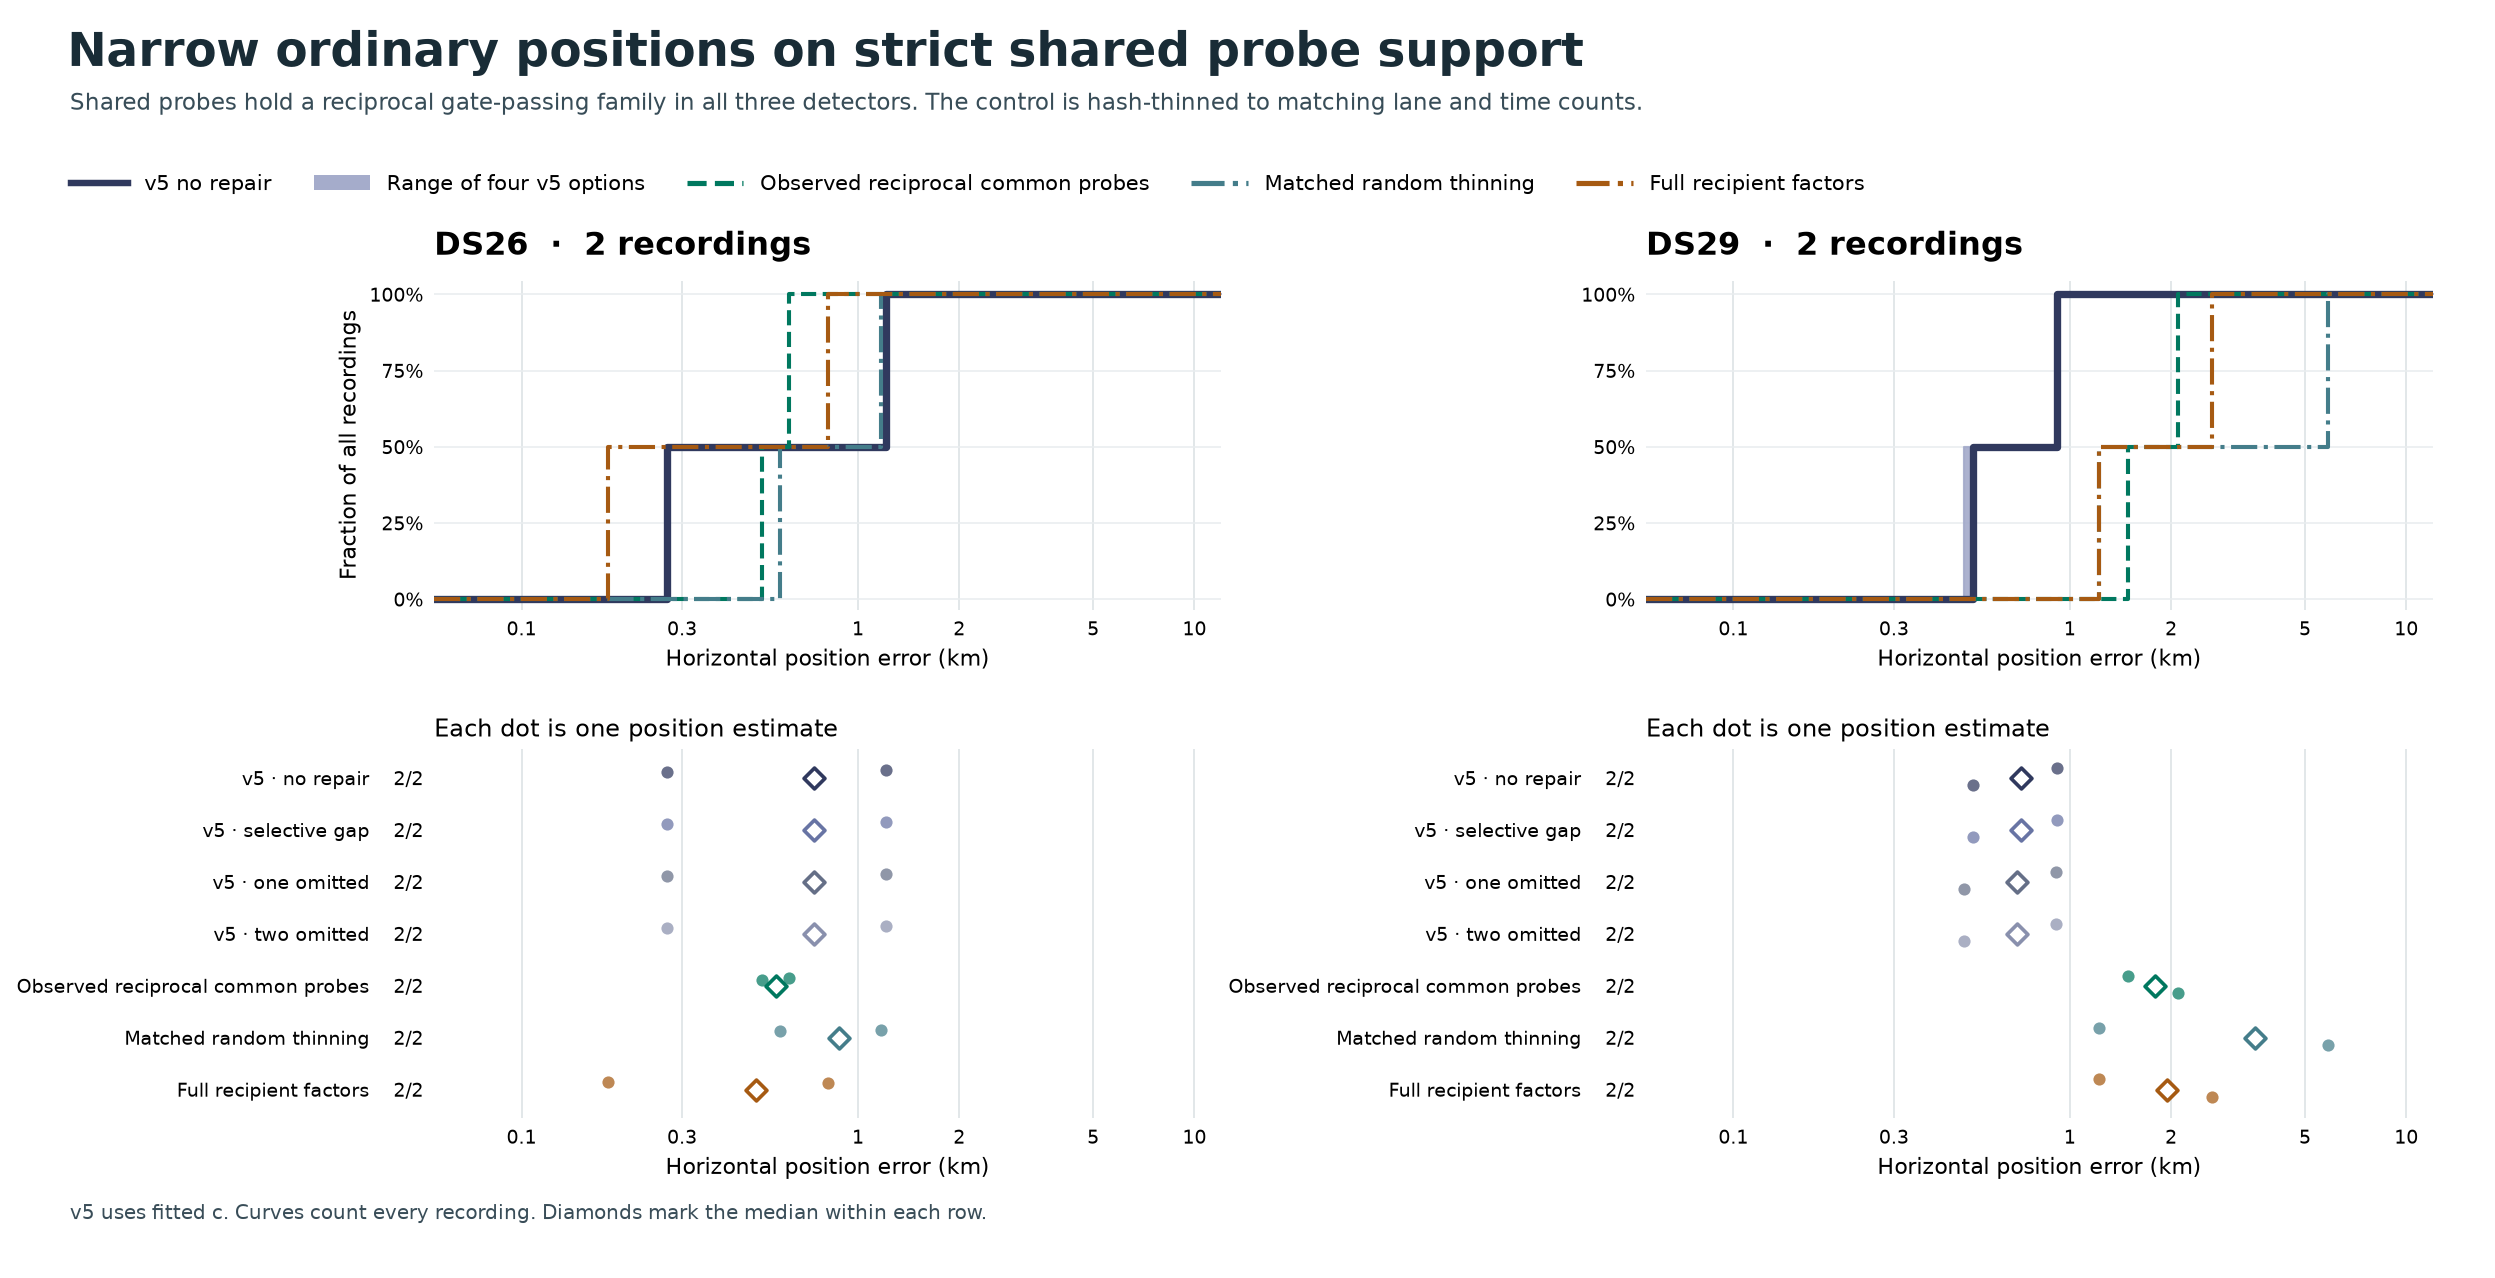 Narrow ordinary positions on strict shared probe support
Shared probes hold a reciprocal gate-passing family in all three detectors. The control is hash-thinned to matching lane and time counts.
v5 no repair
Range of four v5 options
Observed reciprocal common probes
Matched random thinning
Full recipient factors
DS26 · 2 recordings
Fraction of all recordings
100%
75%
50%
25%
0%
0.1 0.3 1 2 5 10
Horizontal position error (km)
DS29 · 2 recordings
100%
75%
50%
25%
0%
0.1 0.3 1 2 5 10
Horizontal position error (km)
Each dot is one position estimate
v5 · no repair 2/2
v5 · selective gap 2/2
v5 · one omitted 2/2
v5 · two omitted 2/2
Observed reciprocal common probes 2/2
Matched random thinning 2/2
Full recipient factors 2/2
0.1 0.3 1 2 5 10
Horizontal position error (km)
Each dot is one position estimate
v5 · no repair 2/2
v5 · selective gap 2/2
v5 · one omitted 2/2
v5 · two omitted 2/2
Observed reciprocal common probes 2/2
Matched random thinning 2/2
Full recipient factors 2/2
0.1 0.3 1 2 5 10
Horizontal position error (km)
v5 uses fitted c. Curves count every recording. Diamonds mark the median within each row.